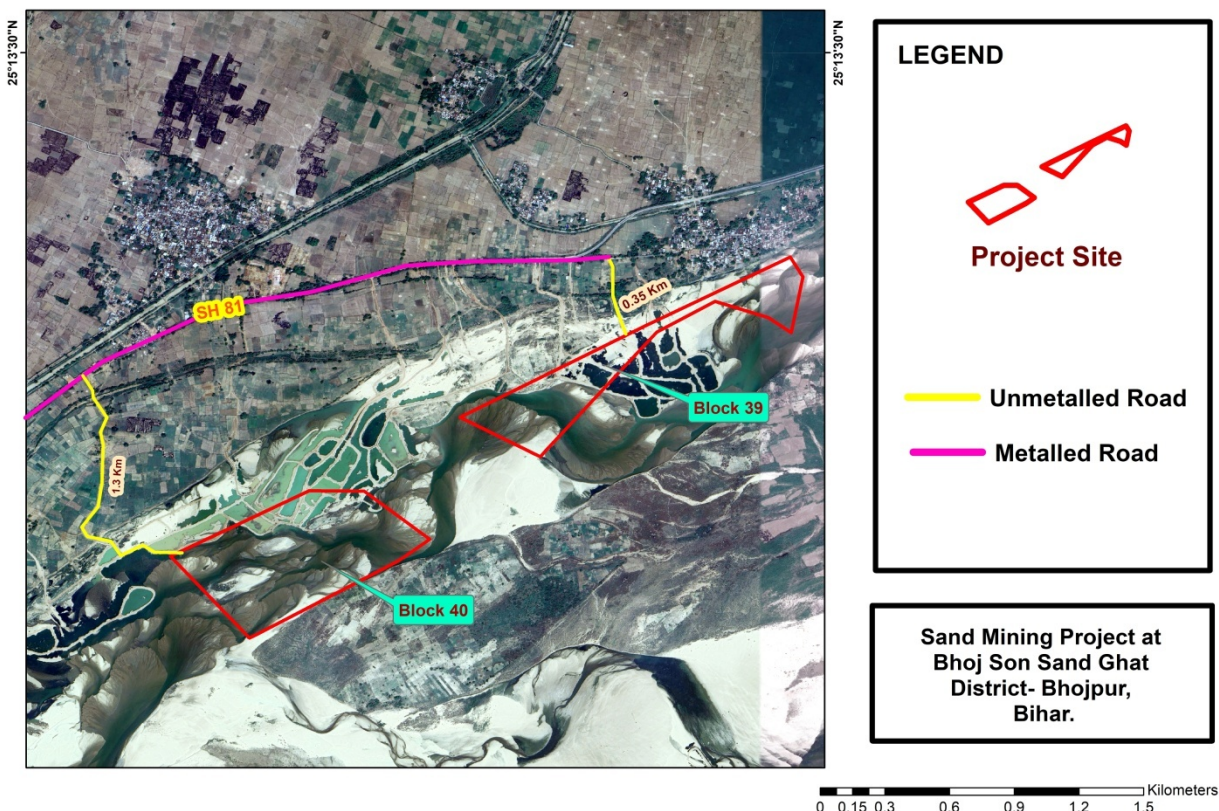 25°13'30"N
25°13'30"N
SH 81
0.35 Km
1.3 Km
Block 39
Block 40
LEGEND
Project Site
Unmetalled Road
Metalled Road
Sand Mining Project at
Bhoj Son Sand Ghat
District- Bhojpur,
Bihar.
Kilometers
0 0.15 0.3 0.6 0.9 1.2 1.5